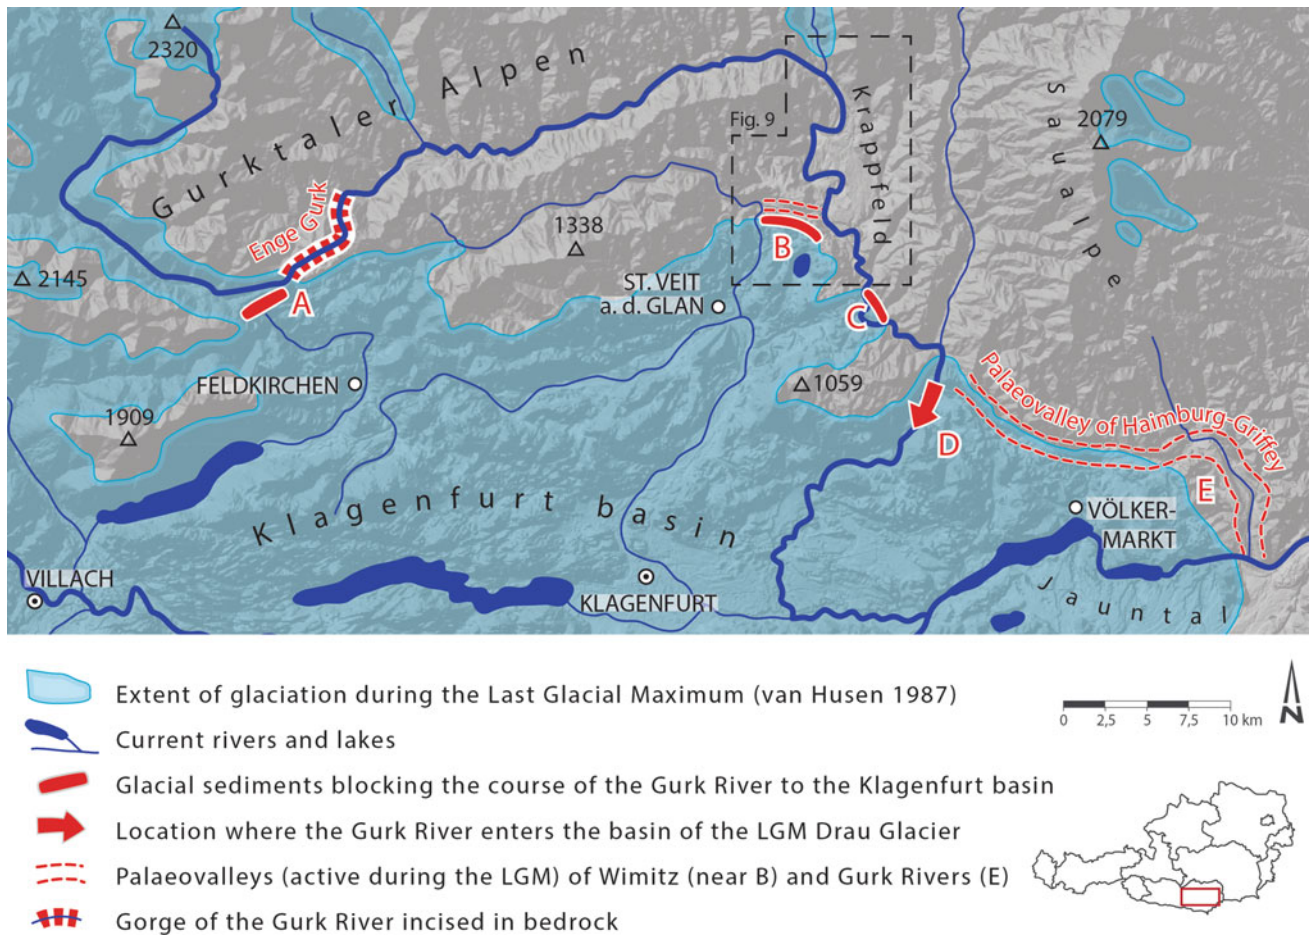 2320
Gurktaler Alpen
Krappfeld
Saualpe
2079
Fig. 9
Enge Gurk
1338
2145
A
B
ST. VEIT
a. d. GLAN
C
FELDKIRCHEN
1059
Palaeovalley of Haimburg-Griffey
1909
D
E
Klagenfurt basin
VÖLKER-
MARKT
VILLACH
KLAGENFURT
Jauntal
Extent of glaciation during the Last Glacial Maximum (van Husen 1987)
Current rivers and lakes
Glacial sediments blocking the course of the Gurk River to the Klagenfurt basin
Location where the Gurk River enters the basin of the LGM Drau Glacier
Palaeovalleys (active during the LGM) of Wimitz (near B) and Gurk Rivers (E)
Gorge of the Gurk River incised in bedrock
0 2,5 5 7,5 10 km
N